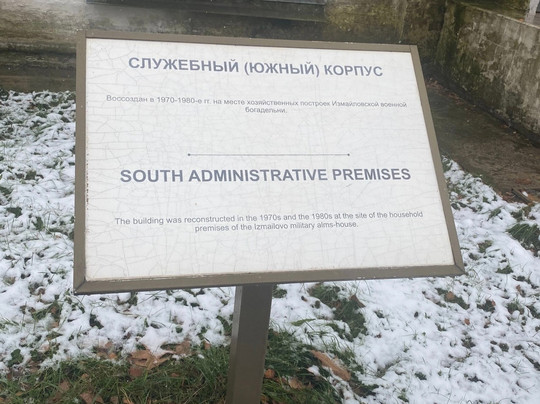 СЛУЖЕБНЫЙ (ЮЖНЫЙ) КОРПУС
Воссоздан в 1970-1980-е гг. на месте хозяйственных построек Измайловской военной
богадельни.
SOUTH ADMINISTRATIVE PREMISES
The building was reconstructed in the 1970s and the 1980s at the site of the household
premises of the Izmailovo military alms-house.